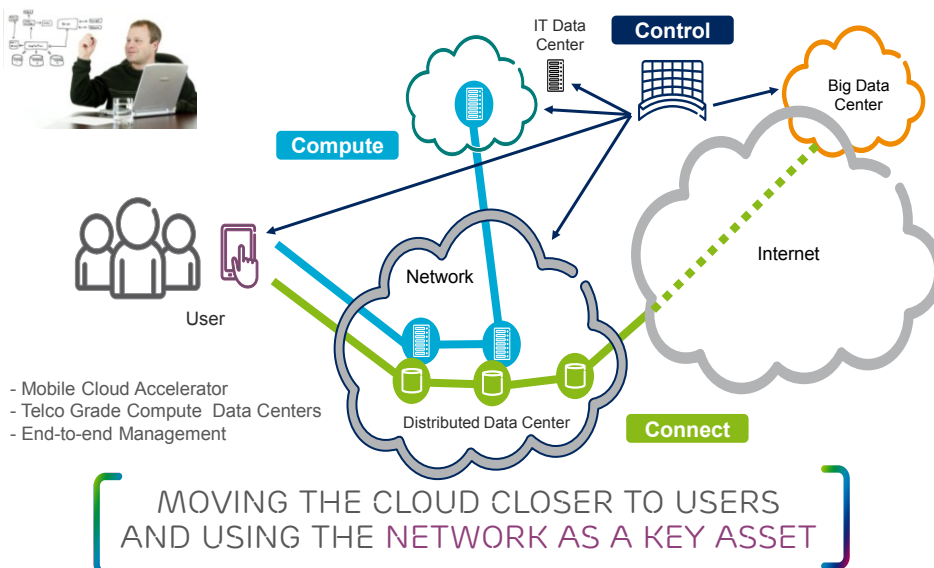 IT Data
Center
Control
Big Data
Center
Compute
Internet
Network
User
- Mobile Cloud Accelerator
- Telco Grade Compute  Data Centers
- End-to-end Management
Distributed Data Center
Connect
MOVING THE CLOUD CLOSER TO USERS
AND USING THE NETWORK AS A KEY ASSET